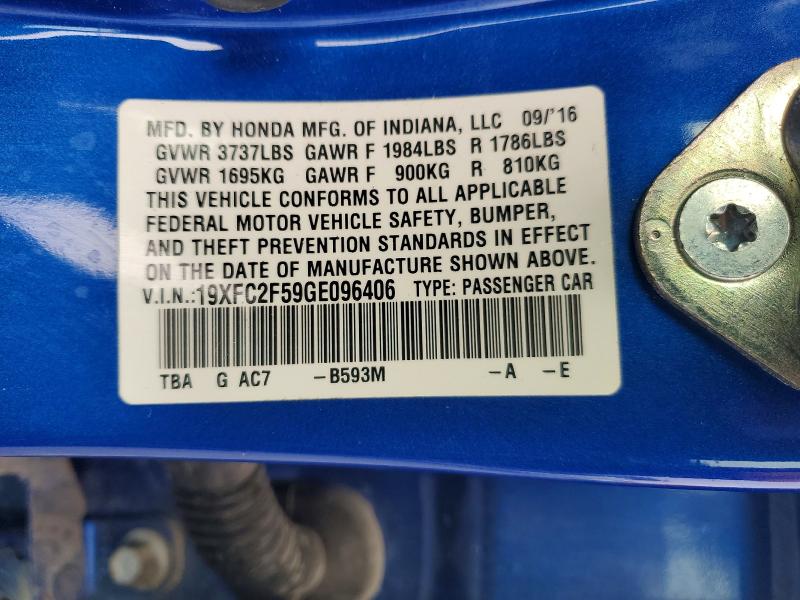 MFD. BY HONDA MFG. OF INDIANA, LLC 09/'16
GVWR 3737LBS GAWR F 1984LBS R 1786LBS
GVWR 1695KG GAWR F 900KG R 810KG
THIS VEHICLE CONFORMS TO ALL APPLICABLE
FEDERAL MOTOR VEHICLE SAFETY, BUMPER,
AND THEFT PREVENTION STANDARDS IN EFFECT
ON THE DATE OF MANUFACTURE SHOWN ABOVE.
V.I.N.:19XFC2F59GE096406 TYPE: PASSENGER CAR
TBA G AC7 -B593M -A -E